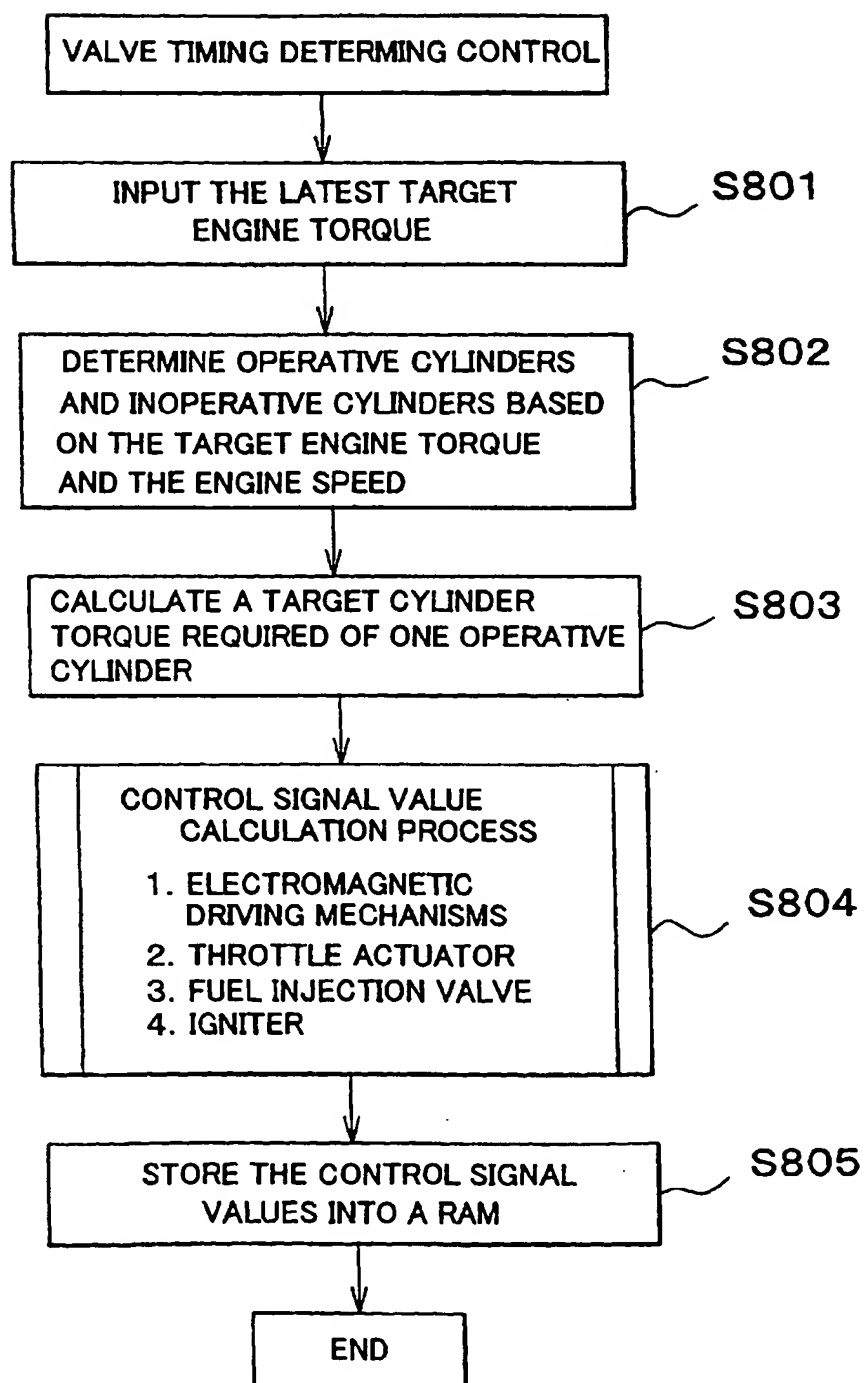 VALVE TIMING DETERMING CONTROL
INPUT THE LATEST TARGET
ENGINE TORQUE
S801
DETERMINE OPERATIVE CYLINDERS
AND INOPERATIVE CYLINDERS BASED
ON THE TARGET ENGINE TORQUE
AND THE ENGINE SPEED
S802
CALCULATE A TARGET CYLINDER
TORQUE REQUIRED OF ONE OPERATIVE
CYLINDER
S803
CONTROL SIGNAL VALUE
CALCULATION PROCESS
1. ELECTROMAGNETIC
DRIVING MECHANISMS
2. THROTTLE ACTUATOR
3. FUEL INJECTION VALVE
4. IGNITER
S804
STORE THE CONTROL SIGNAL
VALUES INTO A RAM
S805
END